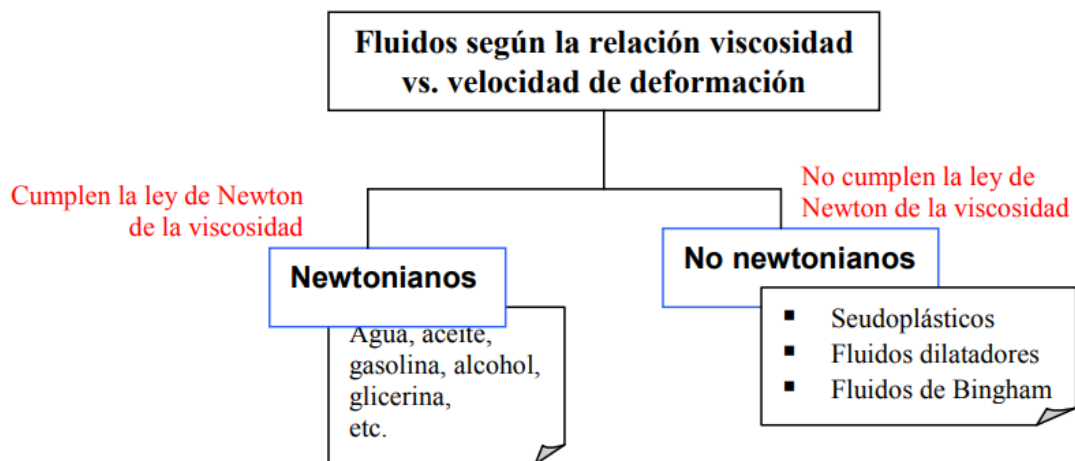 Fluidos según la relación viscosidad
vs. velocidad de deformación
Cumplen la ley de Newton
de la viscosidad
No cumplen la ley de
Newton de la viscosidad
Newtonianos
Agua, aceite,
gasolina, alcohol,
glicerina,
etc.
No newtonianos
▪ Seudoplásticos
▪ Fluidos dilatadores
▪ Fluidos de Bingham